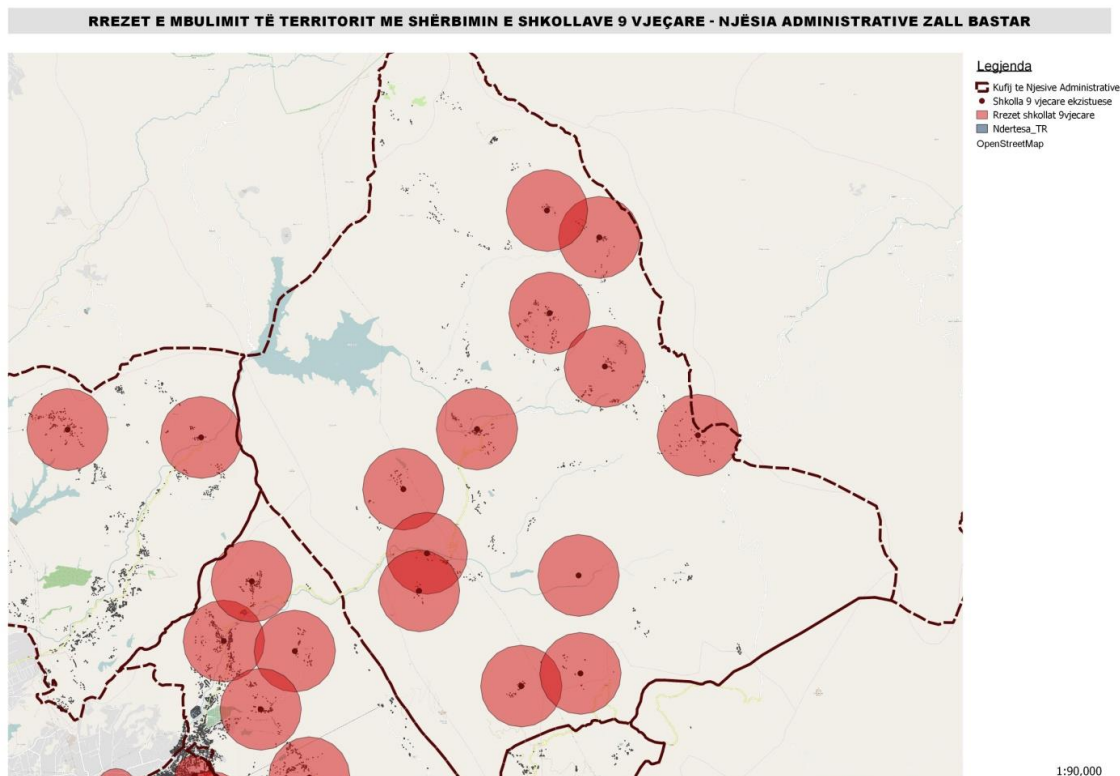 RREZET E MBULIMIT TË TERRITORIT ME SHËRBIMIN E SHKOLLAVE 9 VJEÇARE - NJËSIA ADMINISTRATIVE ZALL BASTAR
Legjenda
Kufij te Njesive Administrative
Shkolla 9 vjecare ekzistuese
Rrezet shkollat 9vjecare
Ndertesa_TR
OpenStreetMap
1:90,000